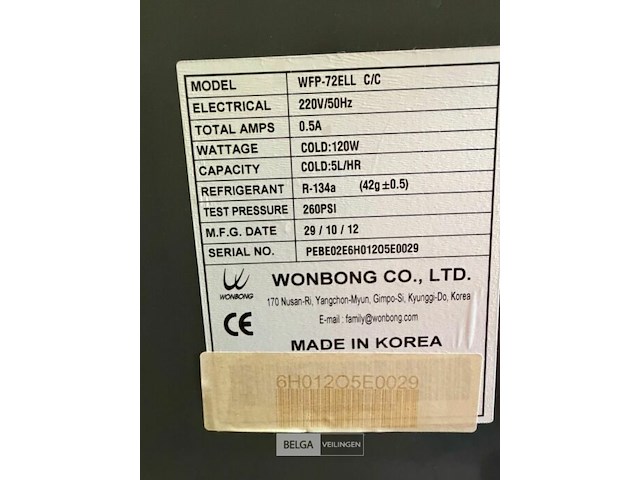 MODEL WFP-72ELL C/C
ELECTRICAL 220V/50Hz
TOTAL AMPS 0.5A
WATTAGE COLD:120W
CAPACITY COLD:5L/HR
REFRIGERANT R-134a (42g±0.5)
TEST PRESSURE 260PSI
M.F.G. DATE 29 / 10 / 12
SERIAL NO. PEBE02E6H012O5E0029
WONBONG WONBONG CO., LTD.
170 Nusan-Ri, Yangchon-Myun, Gimpo-Si, Kyunggi-Do, Korea
E-mail : family@wonbong.com
CE
MADE IN KOREA
6H012O5E0029
BELGA VEILINGEN